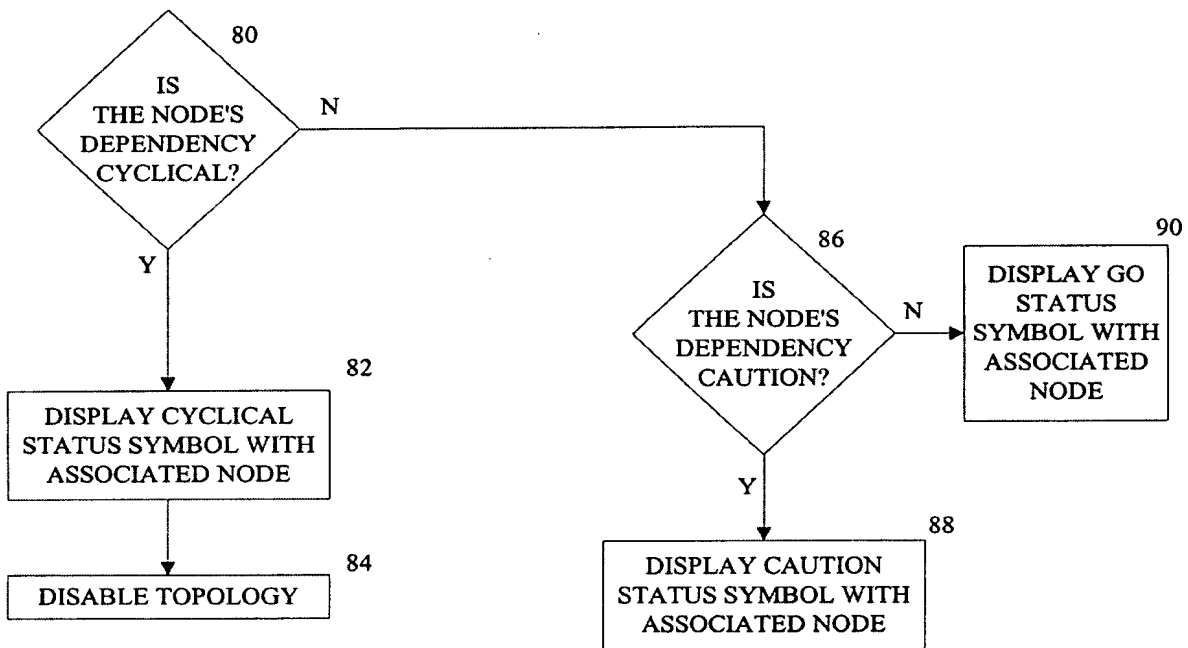 80
IS
THE NODE'S
DEPENDENCY
CYCLICAL?
N
Y
82
DISPLAY CYCLICAL
STATUS SYMBOL WITH
ASSOCIATED NODE
84
DISABLE TOPOLOGY
86
IS
THE NODE'S
DEPENDENCY
CAUTION?
N
Y
90
DISPLAY GO
STATUS
SYMBOL WITH
ASSOCIATED
NODE
88
DISPLAY CAUTION
STATUS SYMBOL WITH
ASSOCIATED NODE